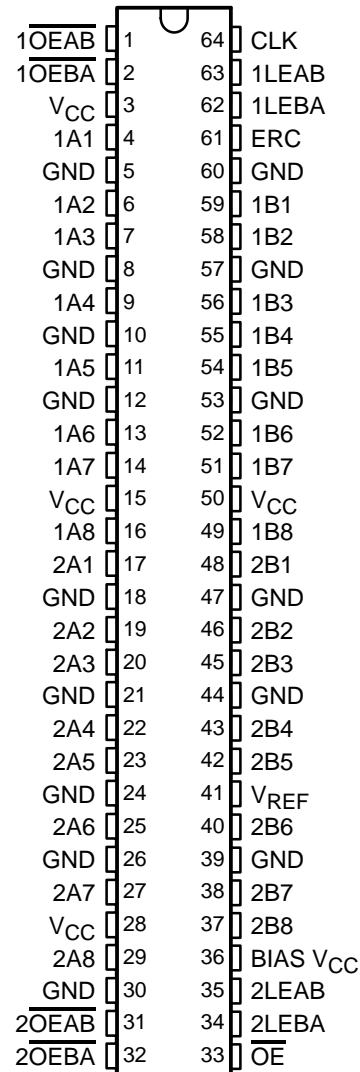 1O̅E̅A̅B̅ 1 64 CLK
1O̅E̅B̅A̅ 2 63 1LEAB
VCC 3 62 1LEBA
1A1 4 61 ERC
GND 5 60 GND
1A2 6 59 1B1
1A3 7 58 1B2
GND 8 57 GND
1A4 9 56 1B3
GND 10 55 1B4
1A5 11 54 1B5
GND 12 53 GND
1A6 13 52 1B6
1A7 14 51 1B7
VCC 15 50 VCC
1A8 16 49 1B8
2A1 17 48 2B1
GND 18 47 GND
2A2 19 46 2B2
2A3 20 45 2B3
GND 21 44 GND
2A4 22 43 2B4
2A5 23 42 2B5
GND 24 41 VREF
2A6 25 40 2B6
GND 26 39 GND
2A7 27 38 2B7
VCC 28 37 2B8
2A8 29 36 BIAS VCC
GND 30 35 2LEAB
2O̅E̅A̅B̅ 31 34 2LEBA
2O̅E̅B̅A̅ 32 33 O̅E̅